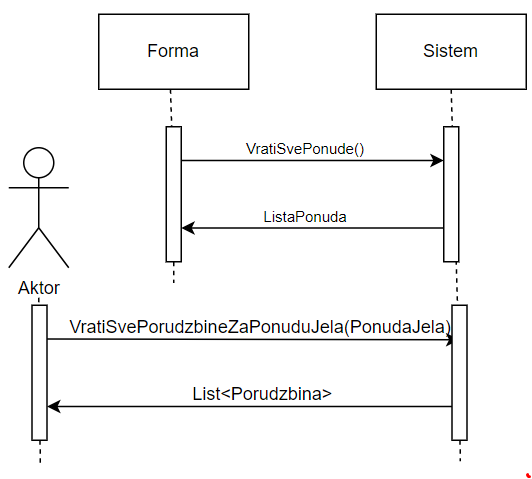 Forma
Sistem
VratiSvePonude()
ListaPonuda
Aktor
VratiSvePorudzbineZaPonuduJela(PonudaJela)
List<Porudzbina>